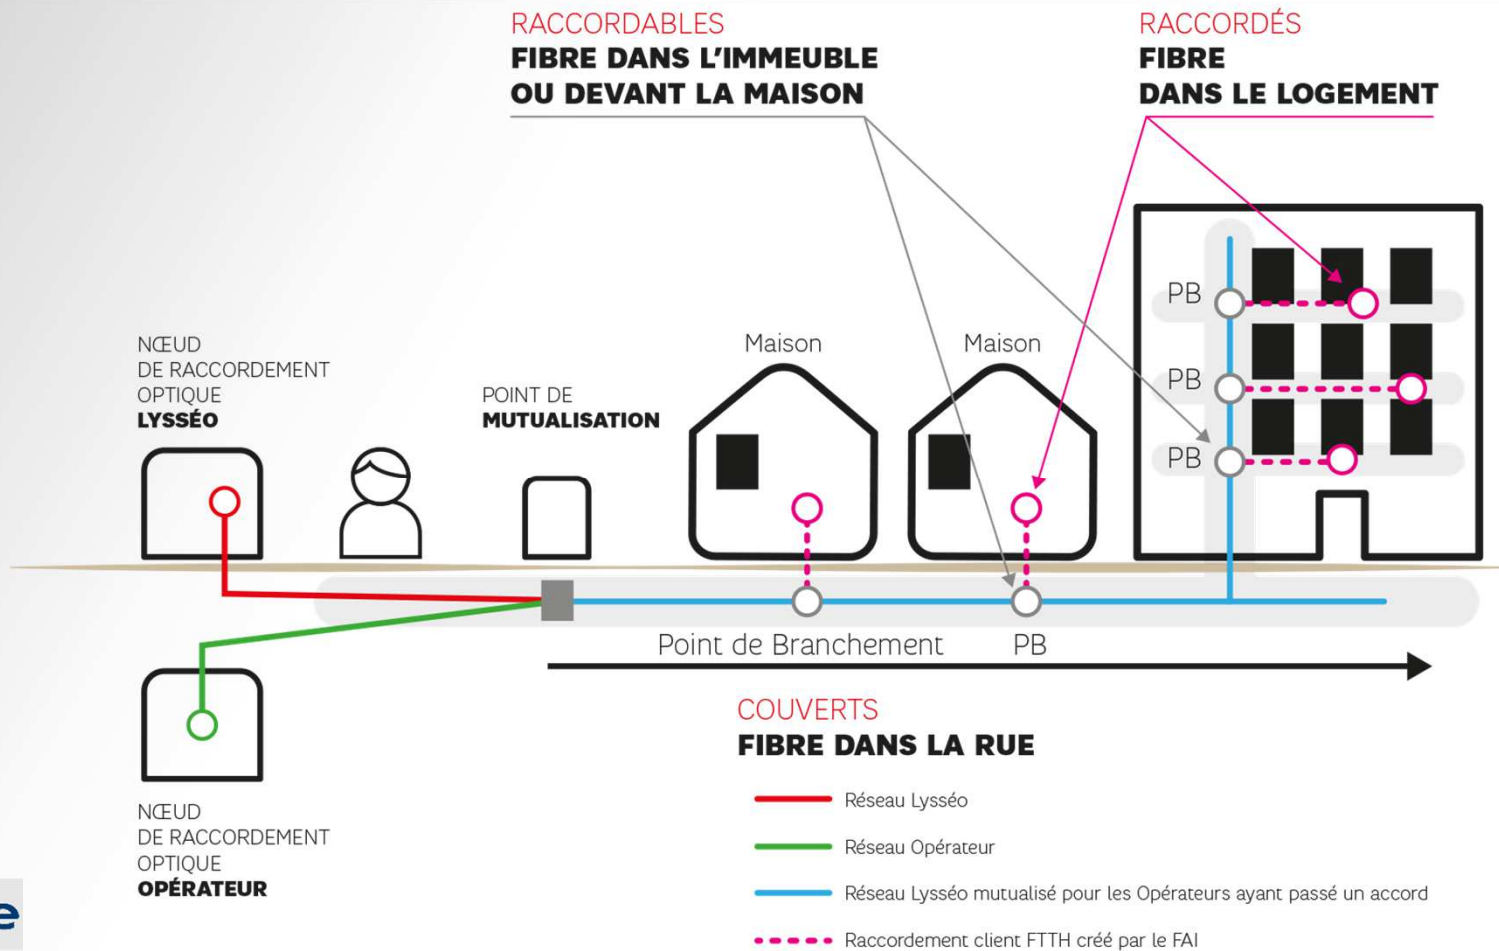 RACCORDABLES
FIBRE DANS L'IMMEUBLE
OU DEVANT LA MAISON
RACCORDÉS
FIBRE
DANS LE LOGEMENT
PB
PB
PB
Maison
Maison
NŒUD
DE RACCORDEMENT
OPTIQUE
LYSSÉO
POINT DE
MUTUALISATION
Point de Branchement
PB
COUVERTS
FIBRE DANS LA RUE
NŒUD
DE RACCORDEMENT
OPTIQUE
OPÉRATEUR
Réseau Lysséo
Réseau Opérateur
Réseau Lysséo mutualisé pour les Opérateurs ayant passé un accord
Raccordement client FTTH créé par le FAI
e